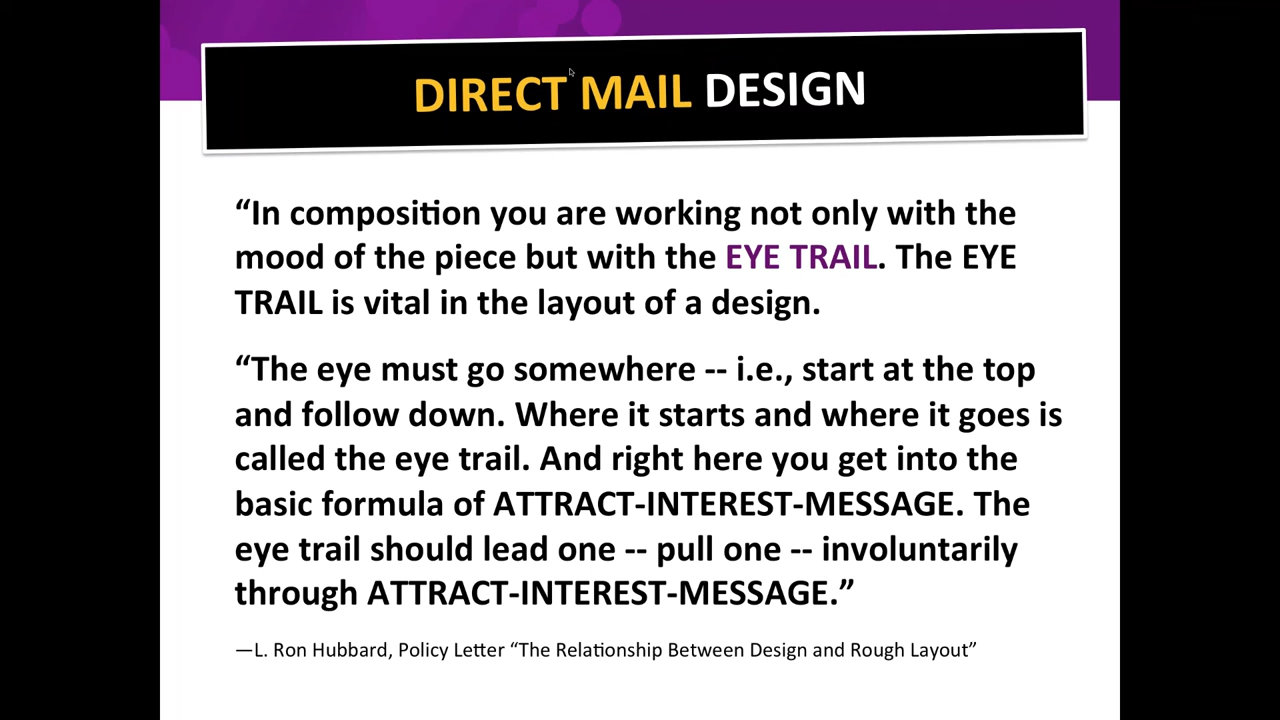 DIRECT MAIL DESIGN
“In composition you are working not only with the
mood of the piece but with the EYE TRAIL. The EYE
TRAIL is vital in the layout of a design.
“The eye must go somewhere -- i.e., start at the top
and follow down. Where it starts and where it goes is
called the eye trail. And right here you get into the
basic formula of ATTRACT-INTEREST-MESSAGE. The
eye trail should lead one -- pull one -- involuntarily
through ATTRACT-INTEREST-MESSAGE.”
—L. Ron Hubbard, Policy Letter “The Relationship Between Design and Rough Layout”